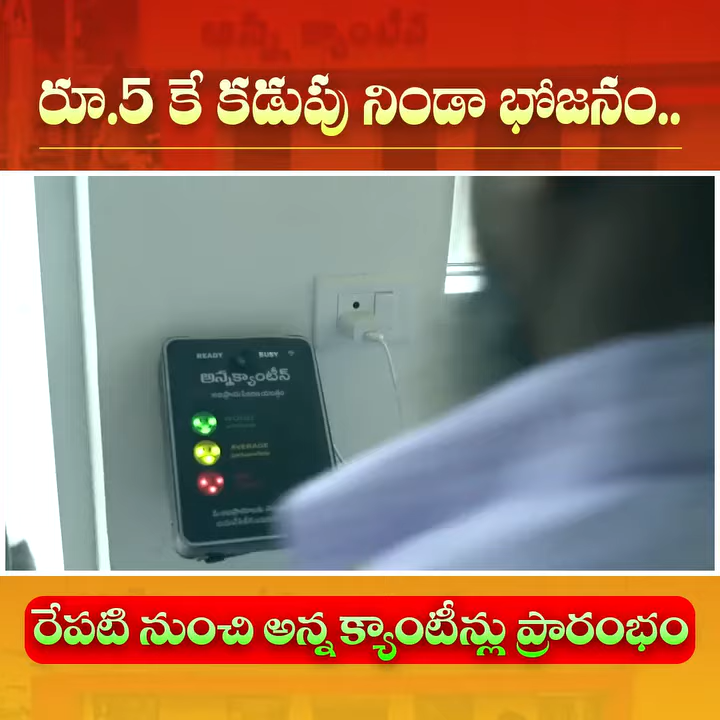 రూ.5 కే కడుపు నిండా భోజనం..
READY BUSY
అన్నక్యాంటీన్
AVERAGE
రేపటి నుంచి అన్న క్యాంటీన్లు ప్రారంభం